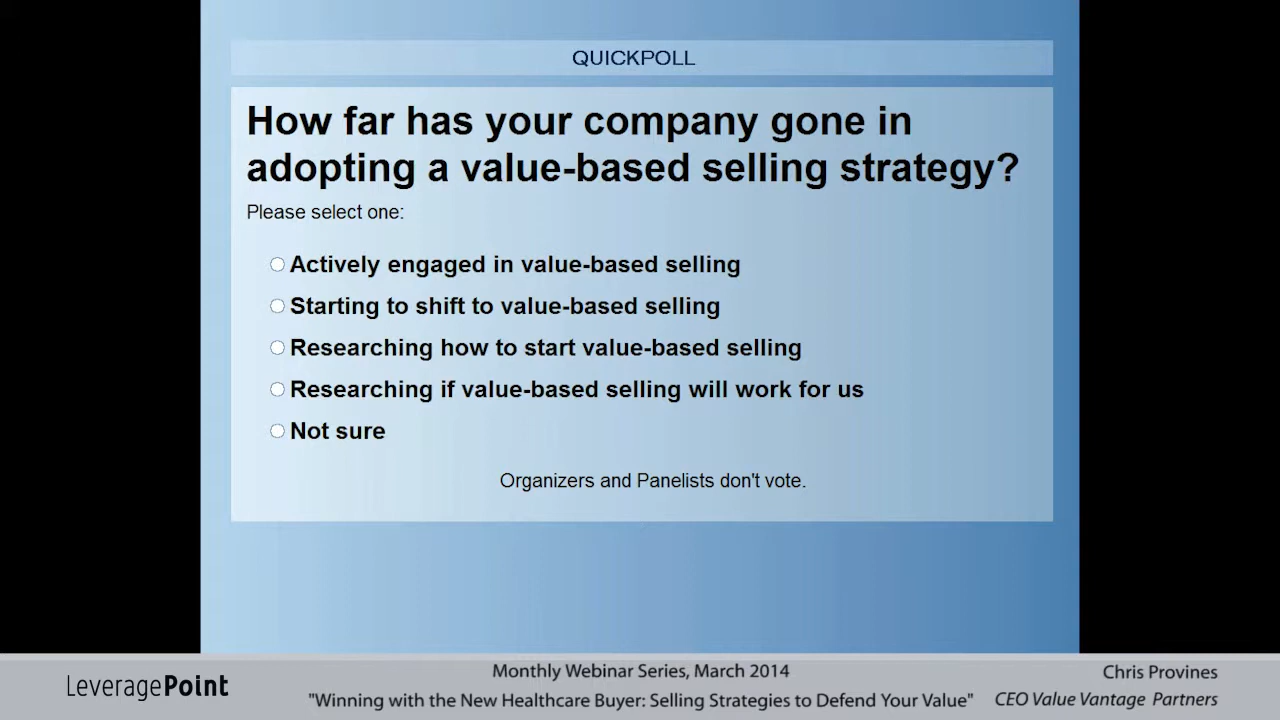 QUICKPOLL
How far has your company gone in
adopting a value-based selling strategy?
Please select one:
Actively engaged in value-based selling
Starting to shift to value-based selling
Researching how to start value-based selling
Researching if value-based selling will work for us
Not sure
Organizers and Panelists don't vote.
LeveragePoint
Monthly Webinar Series, March 2014
"Winning with the New Healthcare Buyer: Selling Strategies to Defend Your Value"
Chris Provines
CEO Value Vantage Partners